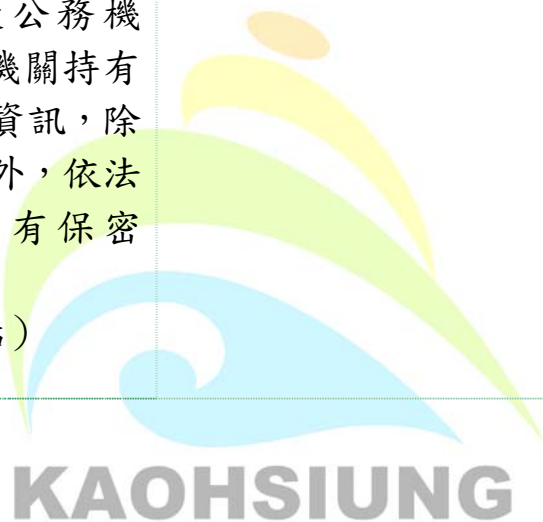 公務機
機關持有
資訊，除
外，依法
有保密
）
KAOHSIUNG